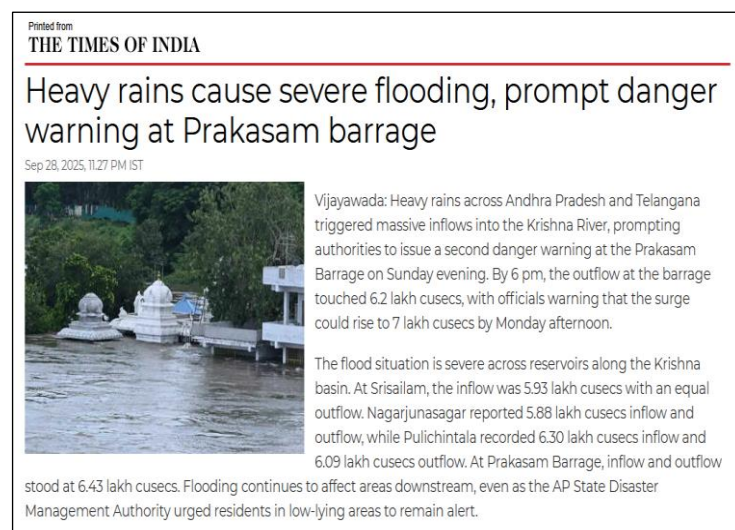 Printed from
THE TIMES OF INDIA
Heavy rains cause severe flooding, prompt danger
warning at Prakasam barrage
Sep 28, 2025, 11.27 PM IST
Vijayawada: Heavy rains across Andhra Pradesh and Telangana
triggered massive inflows into the Krishna River, prompting
authorities to issue a second danger warning at the Prakasam
Barrage on Sunday evening. By 6 pm, the outflow at the barrage
touched 6.2 lakh cusecs, with officials warning that the surge
could rise to 7 lakh cusecs by Monday afternoon.
The flood situation is severe across reservoirs along the Krishna
basin. At Srisailam, the inflow was 5.93 lakh cusecs with an equal
outflow. Nagarjunasagar reported 5.88 lakh cusecs inflow and
outflow, while Pulichintala recorded 6.30 lakh cusecs inflow and
6.09 lakh cusecs outflow. At Prakasam Barrage, inflow and outflow
stood at 6.43 lakh cusecs. Flooding continues to affect areas downstream, even as the AP State Disaster
Management Authority urged residents in low-lying areas to remain alert.